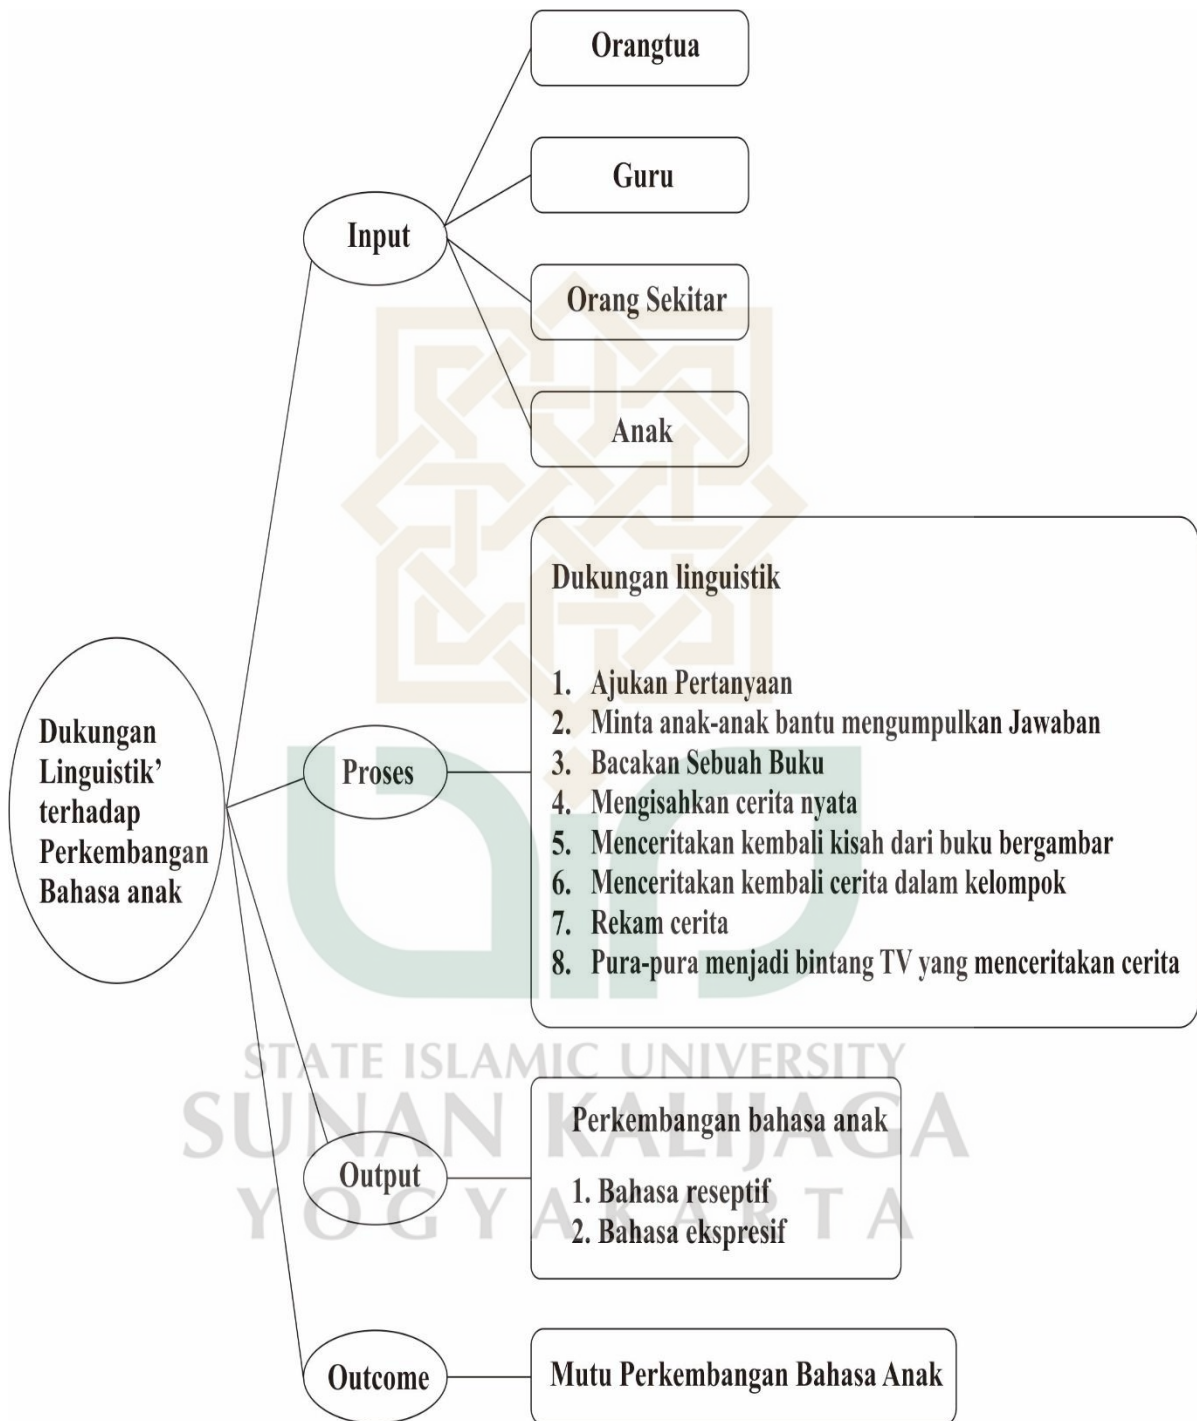 Orangtua
Guru
Input
Orang Sekitar
Anak
Dukungan linguistik
1. Ajukan Pertanyaan
2. Minta anak-anak bantu mengumpulkan Jawaban
3. Bacakan Sebuah Buku
4. Mengisahkan cerita nyata
5. Menceritakan kembali kisah dari buku bergambar
6. Menceritakan kembali cerita dalam kelompok
7. Rekam cerita
8. Pura-pura menjadi bintang TV yang menceritakan cerita
Proses
Dukungan
Linguistik’
terhadap
Perkembangan
Bahasa anak
STATE ISLAMIC UNIVERSITY
SUNAN KALIJAGA
YOGYAKARTA
Output
Perkembangan bahasa anak
1. Bahasa reseptif
2. Bahasa ekspresif
Outcome
Mutu Perkembangan Bahasa Anak